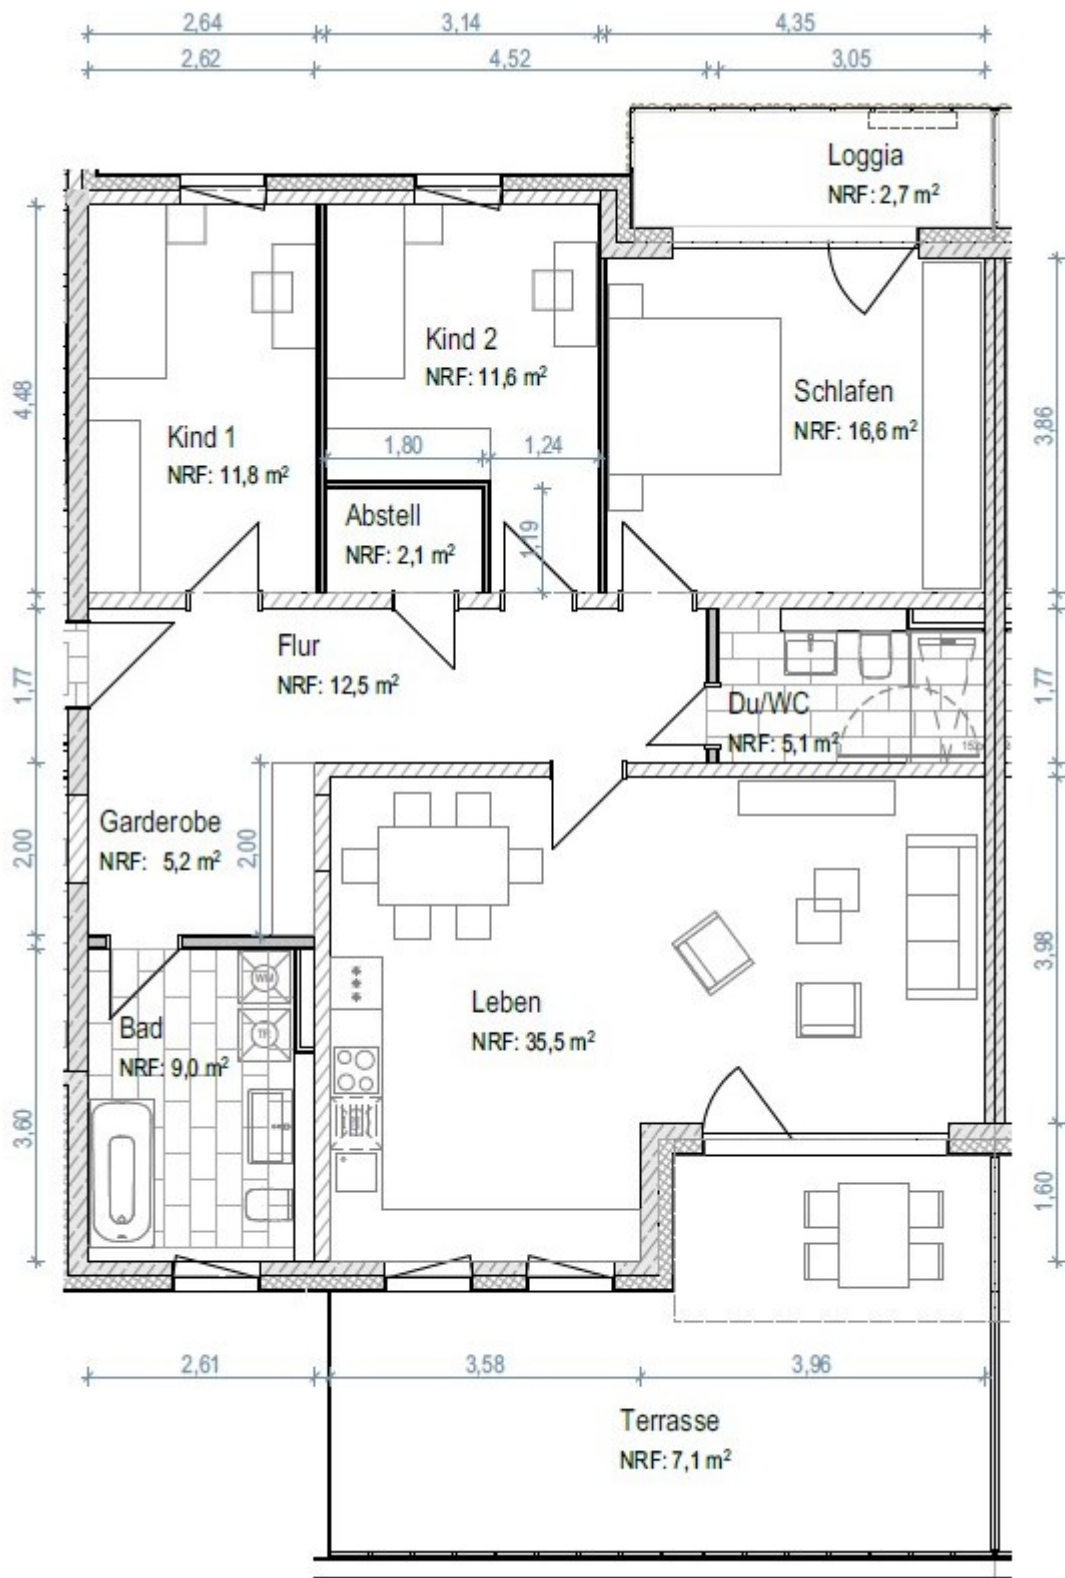 2,64
3,14
4,35
2,62
4,52
3,05
Loggia
NRF: 2,7 m²
Kind 2
NRF: 11,6 m²
Schlafen
NRF: 16,6 m²
4,48
3,86
Kind 1
NRF: 11,8 m²
1,80
1,24
Abstell
NRF: 2,1 m²
1,19
Flur
NRF: 12,5 m²
1,77
1,77
Du/WC
NRF: 5,1 m²
Garderobe
NRF: 5,2 m²
2,00
2,00
WM
TR
Leben
NRF: 35,5 m²
3,98
Bad
NRF: 9,0 m²
3,60
1,60
2,61
3,58
3,96
Terrasse
NRF: 7,1 m²